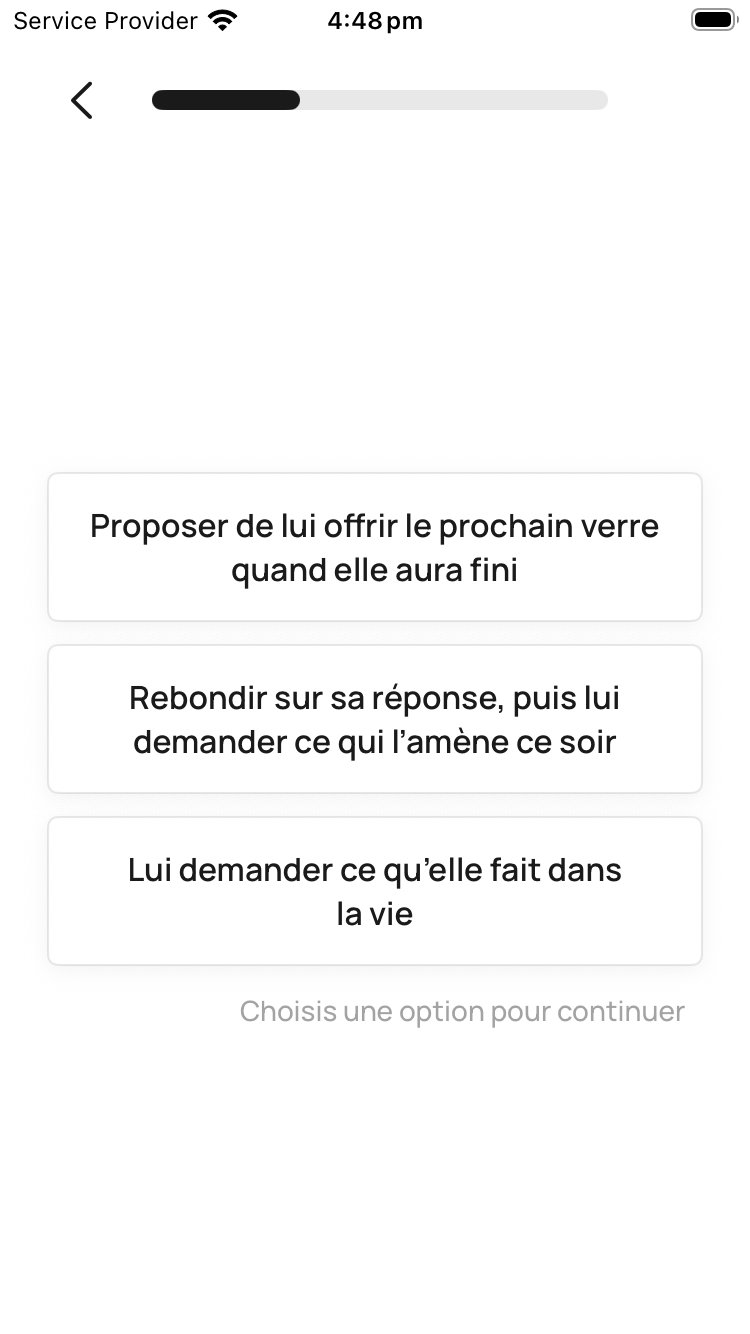 Service Provider 4:48 pm
Proposer de lui offrir le prochain verre
quand elle aura fini
Rebondir sur sa réponse, puis lui
demander ce qui l’amène ce soir
Lui demander ce qu’elle fait dans
la vie
Choisis une option pour continuer